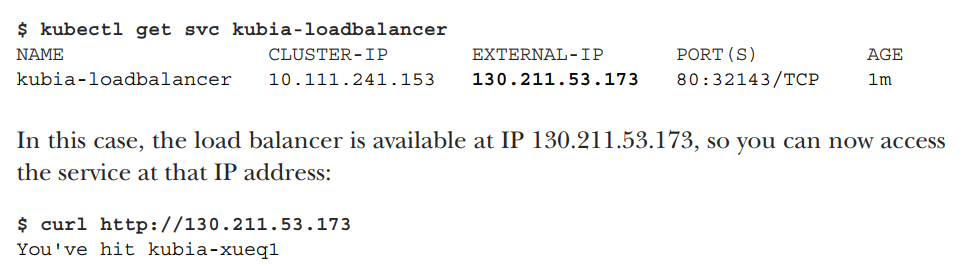 $ kubectl get svc kubia-loadbalancer
NAME CLUSTER-IP EXTERNAL-IP PORT(S) AGE
kubia-loadbalancer 10.111.241.153 130.211.53.173 80:32143/TCP 1m
In this case, the load balancer is available at IP 130.211.53.173, so you can now access
the service at that IP address:
$ curl http://130.211.53.173
You've hit kubia-xueq1